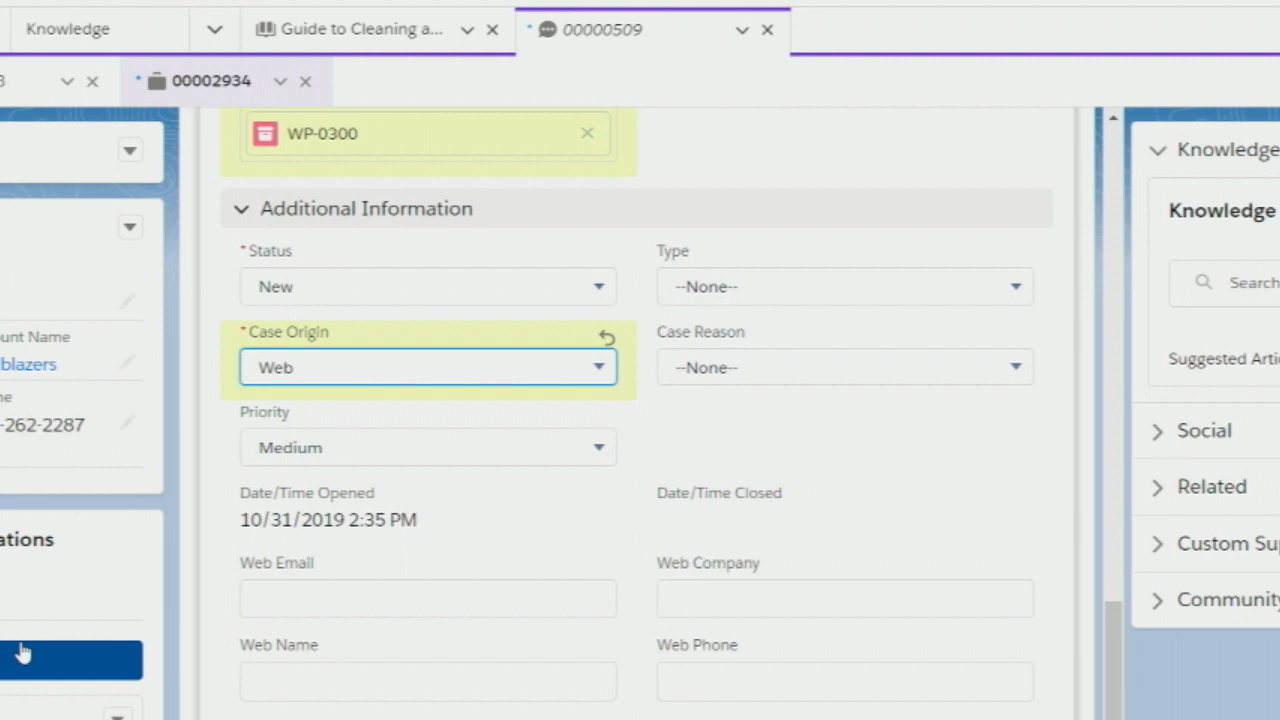 Knowledge
Guide to Cleaning a...
* 00000509
* 00002934
WP-0300
Additional Information
*Status
New
Type
--None--
*Case Origin
Web
Case Reason
--None--
Priority
Medium
Date/Time Opened
10/31/2019 2:35 PM
Date/Time Closed
Web Email
Web Company
Web Name
Web Phone
unt Name
blazers
ne
-262-2287
ations
Knowledge
Knowledge
Search
Suggested Arti
Social
Related
Custom Sup
Community